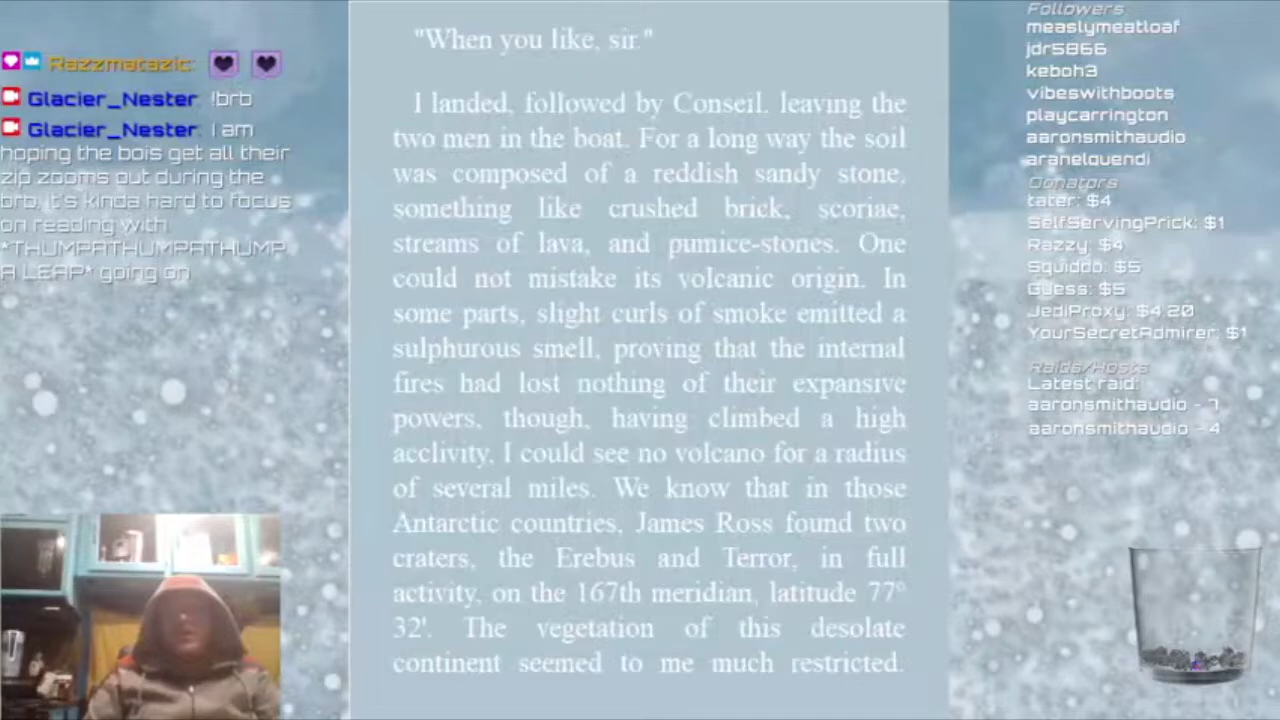 Razzmatazic:
Glacier_Nester: !brb
Glacier_Nester: I am
hoping the bois get all their
zip zooms out during the
brb, it's kinda hard to focus
on reading with
*THUMPATHUMPATHUMP
A LEAP* going on
"When you like, sir."
I landed, followed by Conseil, leaving the
two men in the boat. For a long way the soil
was composed of a reddish sandy stone,
something like crushed brick, scoriae,
streams of lava, and pumice-stones. One
could not mistake its volcanic origin. In
some parts, slight curls of smoke emitted a
sulphurous smell, proving that the internal
fires had lost nothing of their expansive
powers, though, having climbed a high
acclivity, I could see no volcano for a radius
of several miles. We know that in those
Antarctic countries, James Ross found two
craters, the Erebus and Terror, in full
activity, on the 167th meridian, latitude 77°
32'. The vegetation of this desolate
continent seemed to me much restricted.
Followers
measlymeatloaf
jdr5866
keboh3
vibeswithboots
playcarrington
aaronsmithaudio
aranelquendi
Donators
tater: $4
SelfServingPrick: $1
Razzy: $4
Squiddo: $5
Guess: $5
JediProxy: $4.20
YourSecretAdmirer: $1
Raids/Hosts
Latest raid:
aaronsmithaudio - 7
aaronsmithaudio - 4